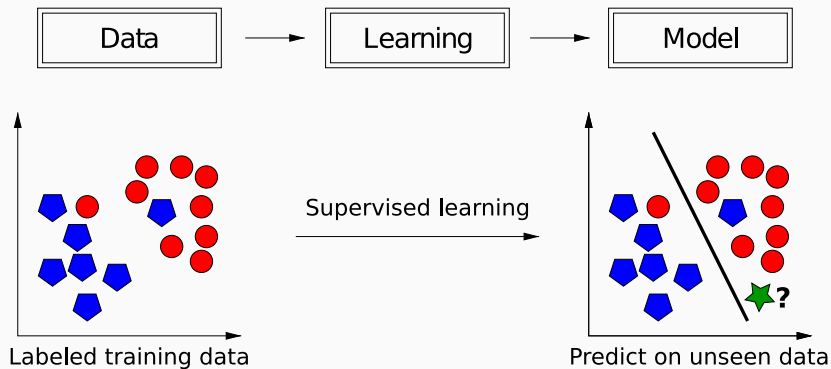 Data
Learning
Model
Supervised learning
?
Labeled training data
Predict on unseen data